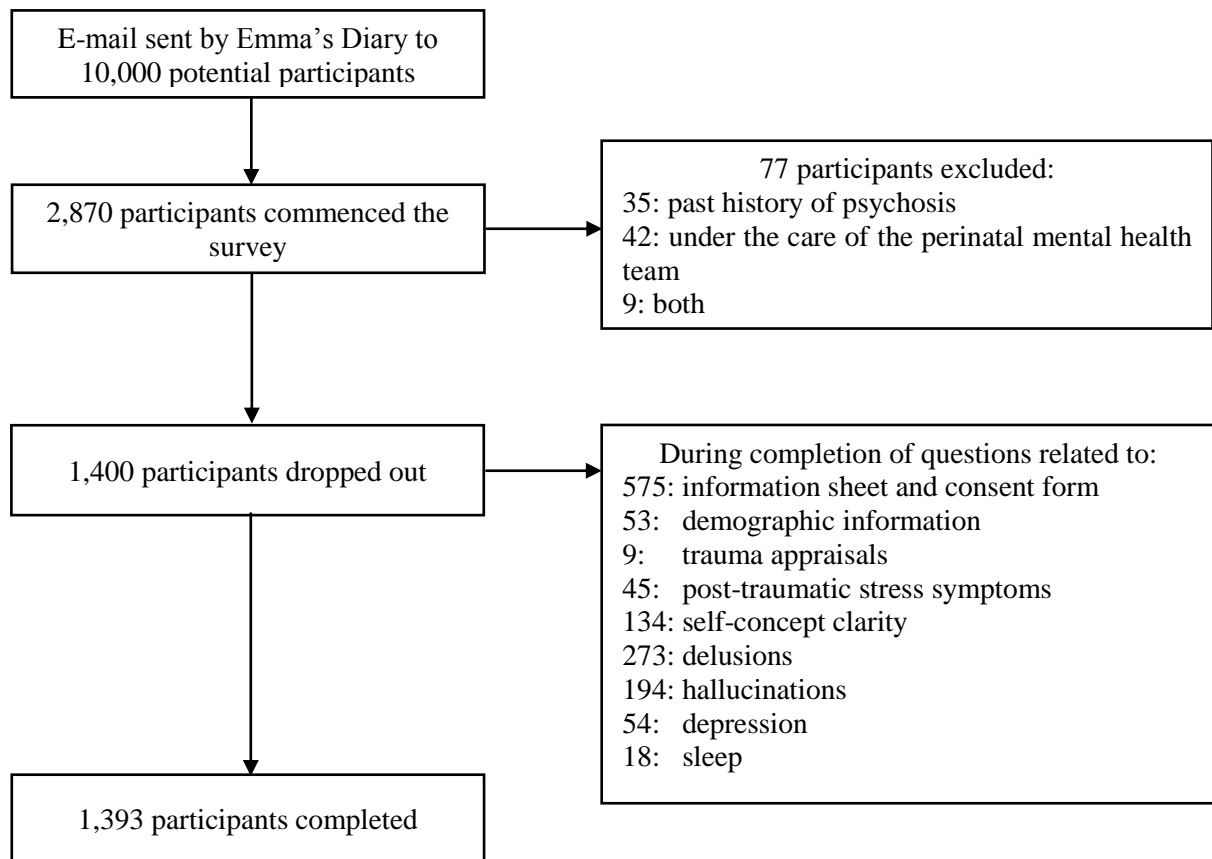 E-mail sent by Emma’s Diary to
10,000 potential participants
2,870 participants commenced the
survey
77 participants excluded:
35: past history of psychosis
42: under the care of the perinatal mental health
team
9: both
1,400 participants dropped out
During completion of questions related to:
575: information sheet and consent form
53: demographic information
9: trauma appraisals
45: post-traumatic stress symptoms
134: self-concept clarity
273: delusions
194: hallucinations
54: depression
18: sleep
1,393 participants completed